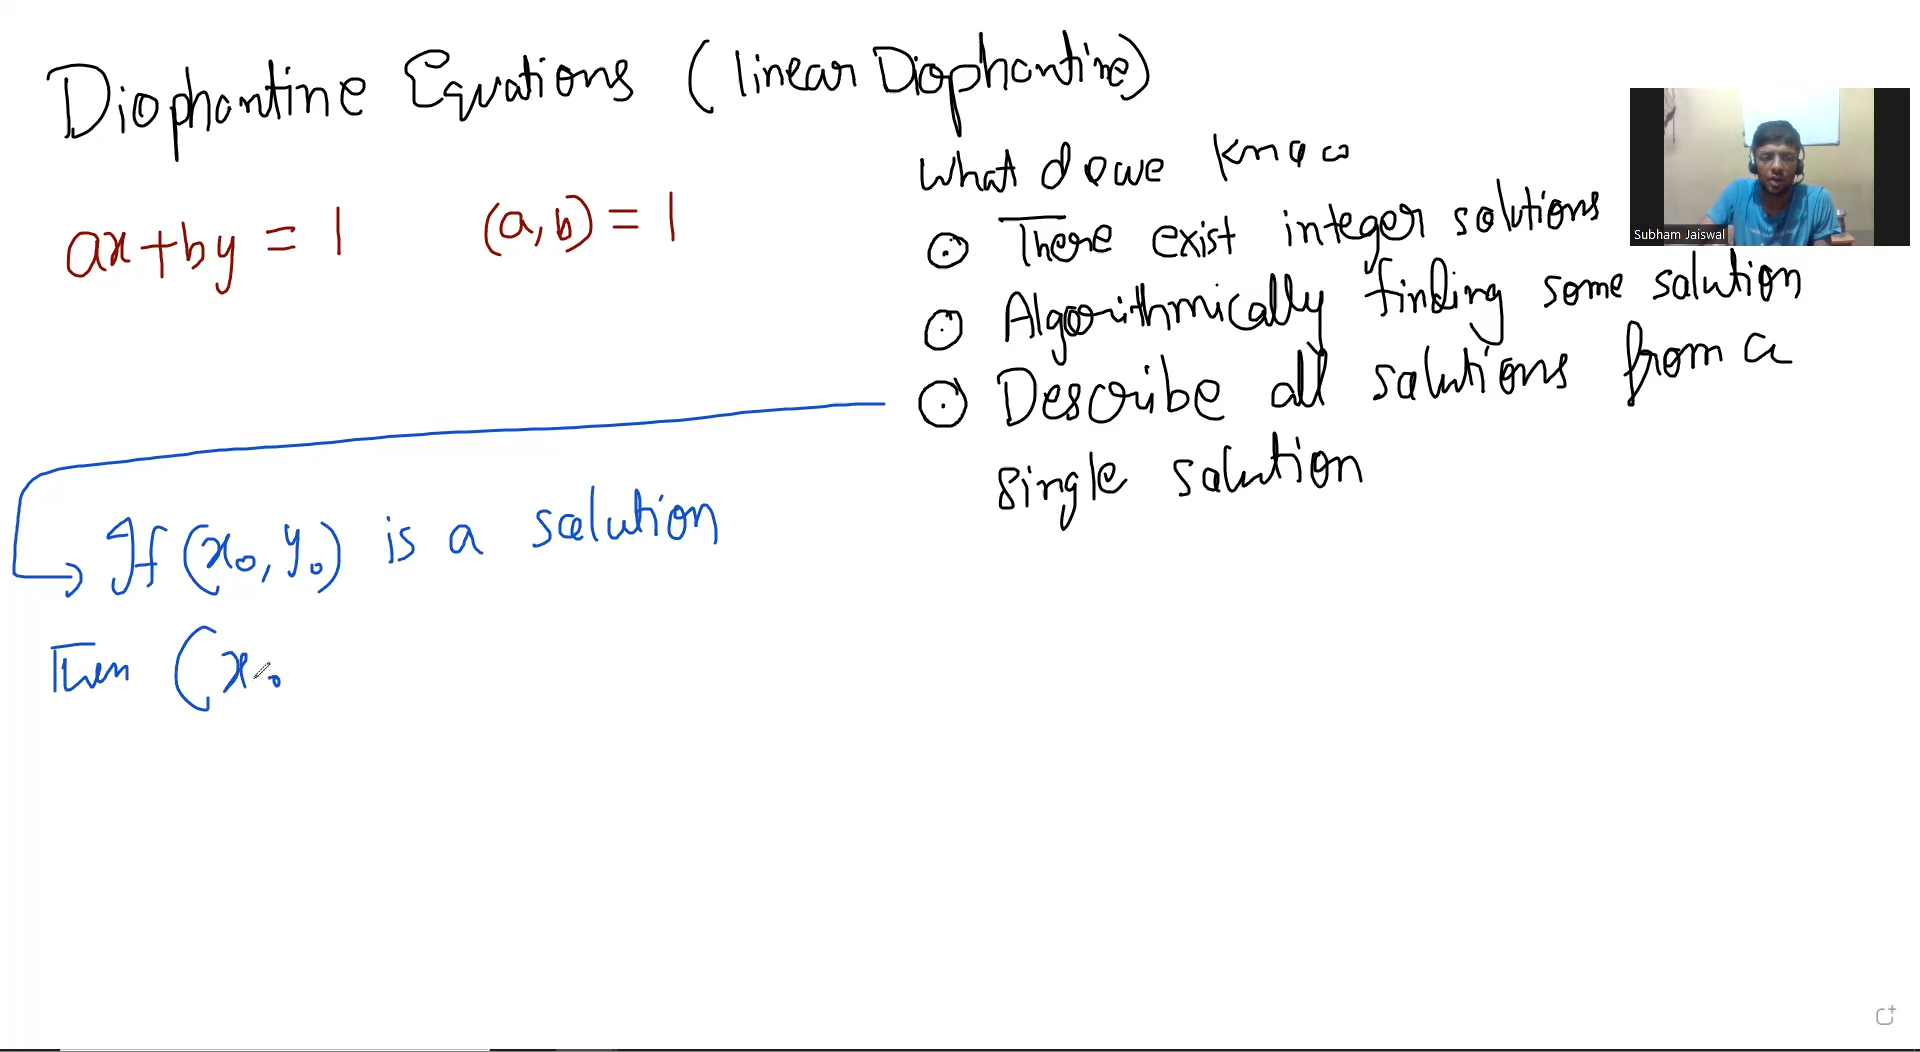 Diophantine Equations (linear Diophantine)
ax+by = 1 (a,b) = 1
What do we know
There exist integer solutions
Algorithmically finding some solution
Describe all solutions from a
single solution
If (x₀, y₀) is a solution
Then (x₀
Subham Jaiswal